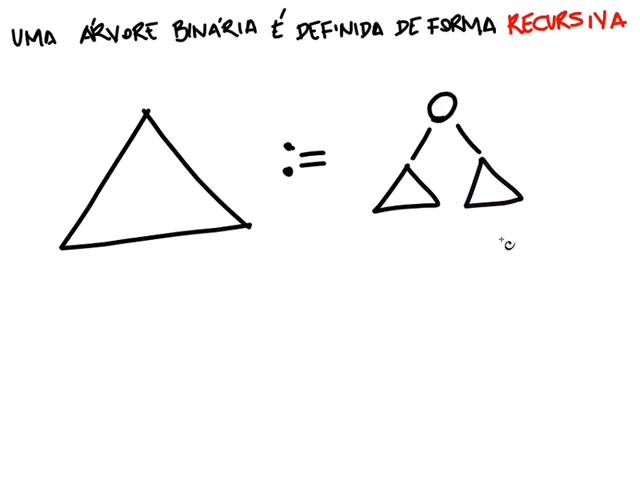 UMA ÁRVORE BINÁRIA É DEFINIDA DE FORMA RECURSIVA
:=